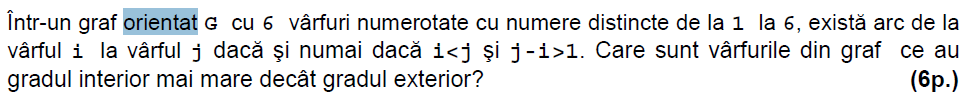 Într-un graf orientat G cu 6 vârfuri numerotate cu numere distincte de la 1 la 6, există arc de la
vârful i la vârful j dacă şi numai dacă i<j şi j-i>1. Care sunt vârfurile din graf ce au
gradul interior mai mare decât gradul exterior? (6p.)